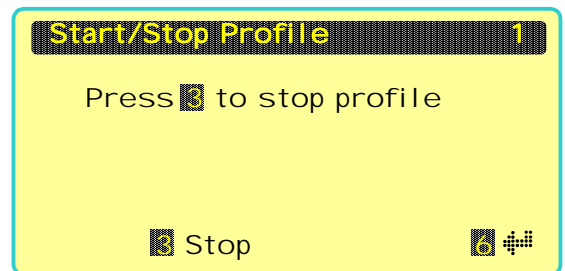 Start/Stop Profile 1
Press 3 to stop profile
3 Stop 6 ↵